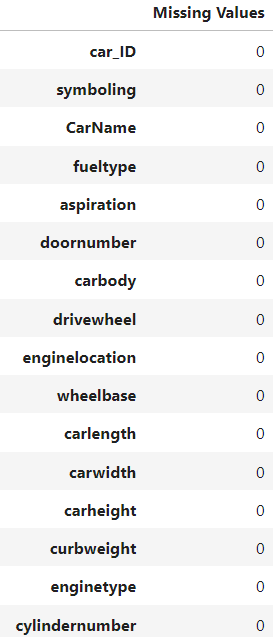 Missing Values
car_ID 0
symboling 0
CarName 0
fueltype 0
aspiration 0
doornumber 0
carbody 0
drivewheel 0
enginelocation 0
wheelbase 0
carlength 0
carwidth 0
carheight 0
curbweight 0
enginetype 0
cylindernumber 0